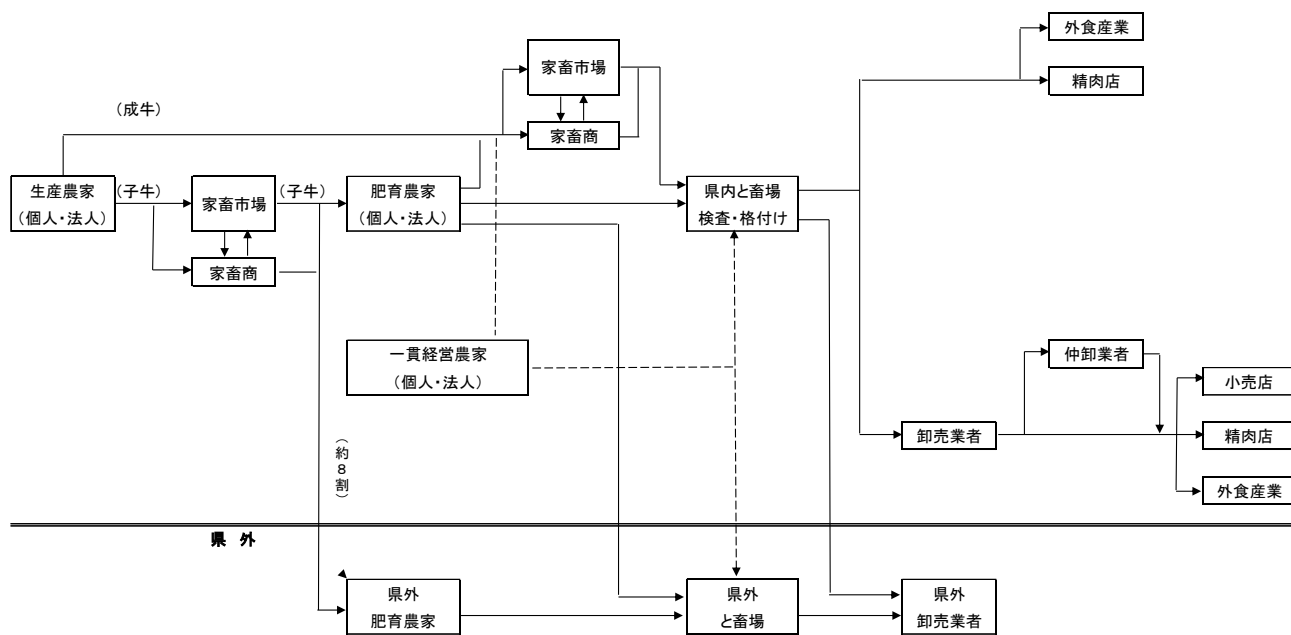 外食産業
精肉店
家畜市場
(成牛)
家畜商
生産農家
(個人・法人)
(子牛)
家畜市場
(子牛)
家畜商
肥育農家
(個人・法人)
県内と畜場
検査・格付け
一貫経営農家
(個人・法人)
仲卸業者
小売店
卸売業者
精肉店
外食産業
(約8割)
県 外
県外
肥育農家
県外
と畜場
県外
卸売業者